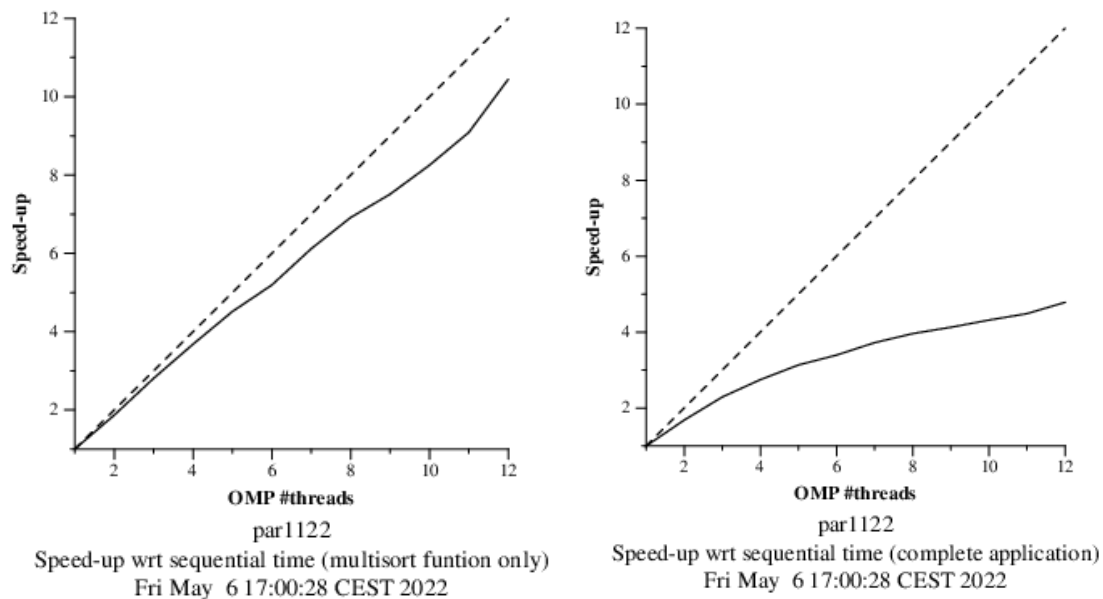 12
10
8
6
4
2
Speed-up
2 4 6 8 10 12
OMP #threads
par1122
Speed-up wrt sequential time (multisort funtion only)
Fri May 6 17:00:28 CEST 2022
12
10
8
6
4
2
Speed-up
2 4 6 8 10 12
OMP #threads
par1122
Speed-up wrt sequential time (complete application)
Fri May 6 17:00:28 CEST 2022